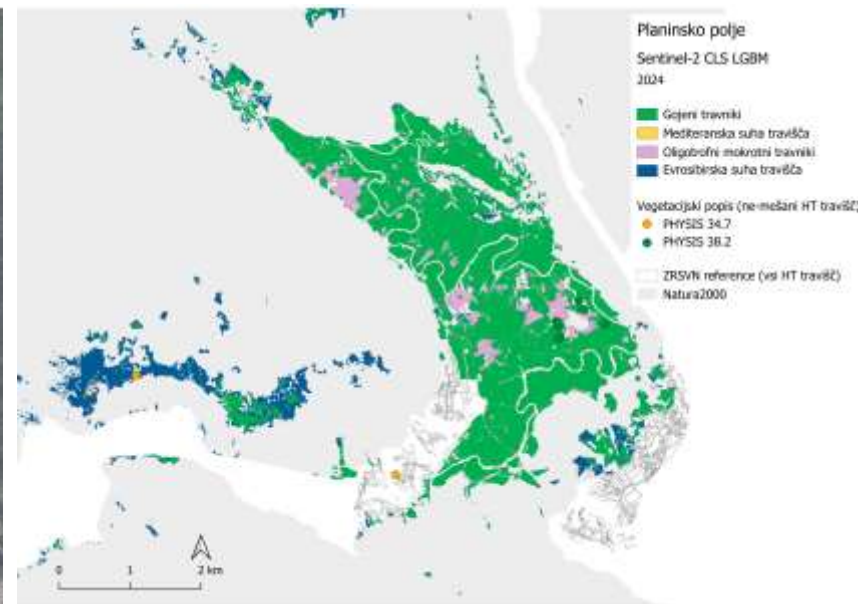 Planinsko polje
Sentinel-2 CLS LGBM
2024
Gojeni travniki
Mediteranska suha travišča
Oligotrofni mokrotni travniki
Evrosibirska suha travišča
Vegetacijski popis (ne-mešani HT travišč)
PHYSIS 34.7
PHYSIS 38.2
ZRSVN reference (vsi HT travišč)
Natura2000
0 1 2 km